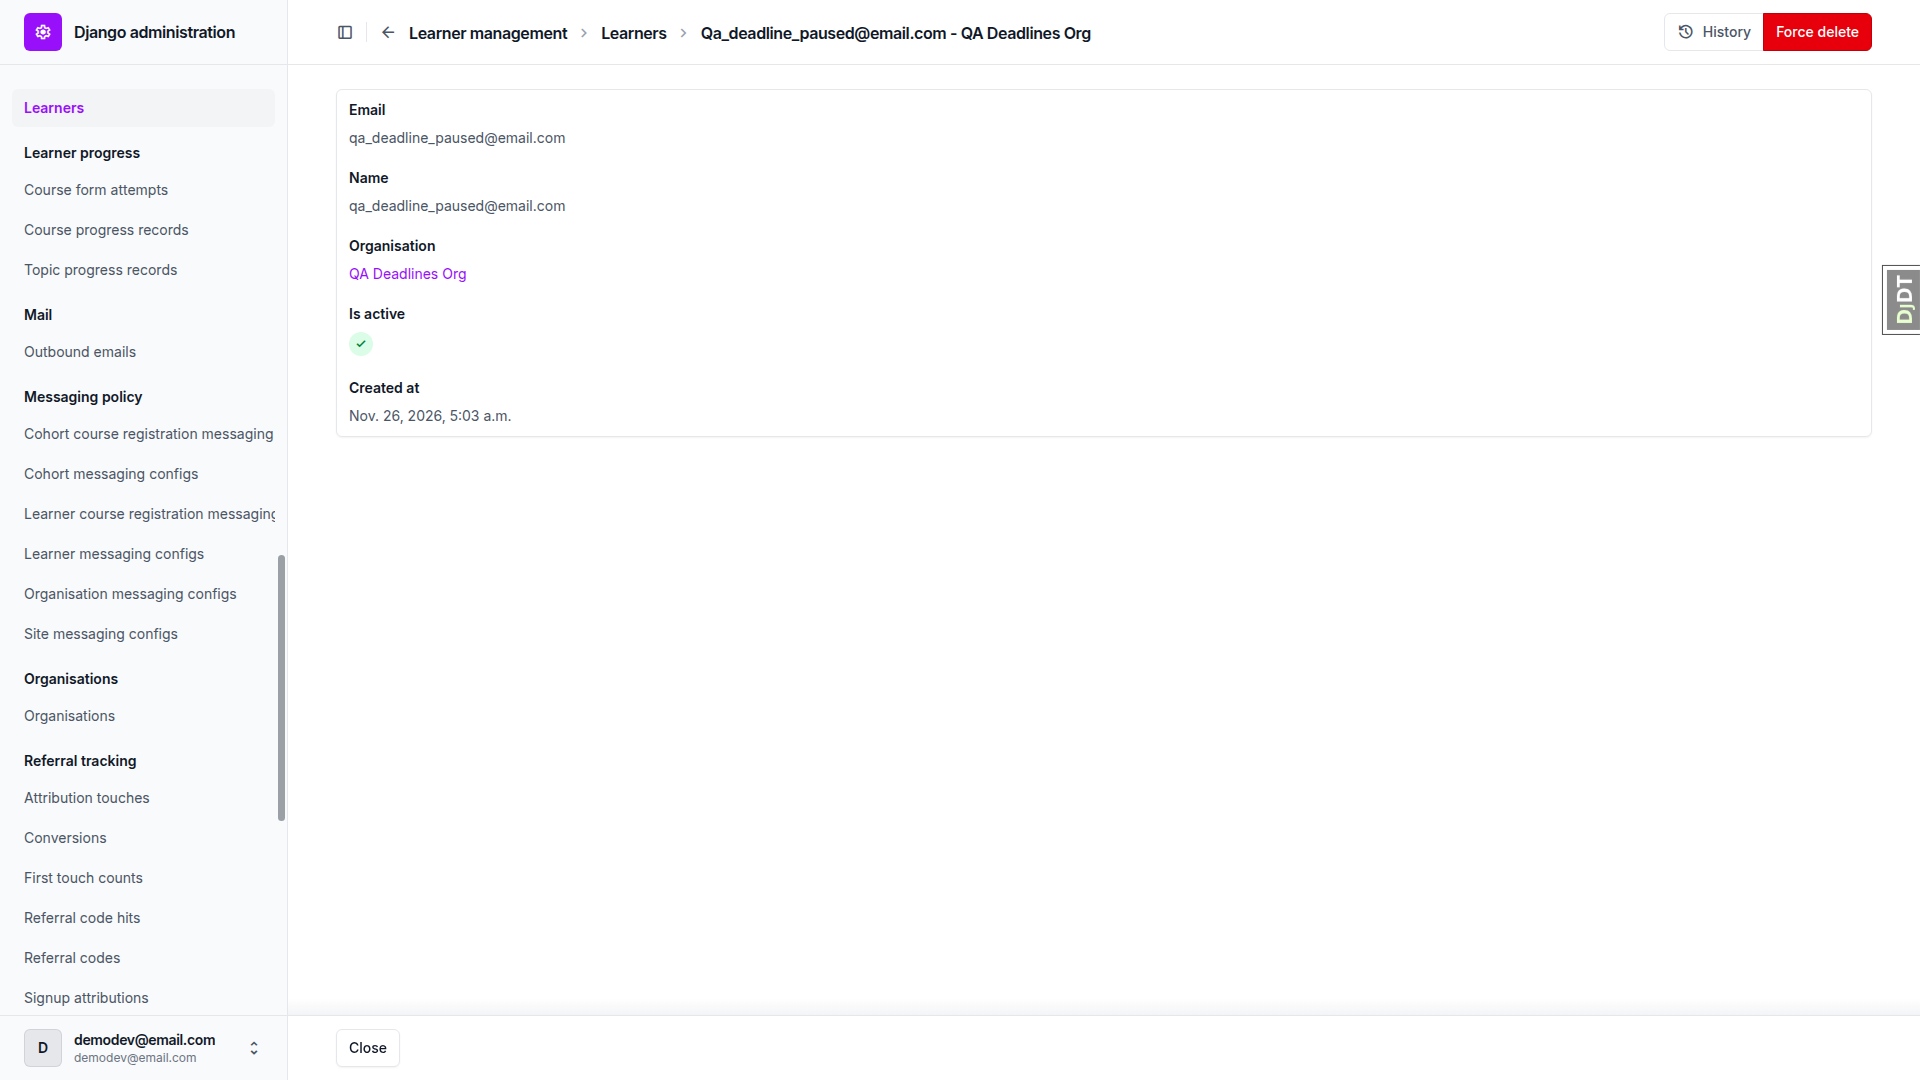 Django administration
Learner management
Learners
Qa_deadline_paused@email.com - QA Deadlines Org
History
Force delete
Learners
Learner progress
Course form attempts
Course progress records
Topic progress records
Mail
Outbound emails
Messaging policy
Cohort course registration messaging
Cohort messaging configs
Learner course registration messaging
Learner messaging configs
Organisation messaging configs
Site messaging configs
Organisations
Organisations
Referral tracking
Attribution touches
Conversions
First touch counts
Referral code hits
Referral codes
Signup attributions
D
demodev@email.com
demodev@email.com
Email
qa_deadline_paused@email.com
Name
qa_deadline_paused@email.com
Organisation
QA Deadlines Org
Is active
Created at
Nov. 26, 2026, 5:03 a.m.
DjDT
Close